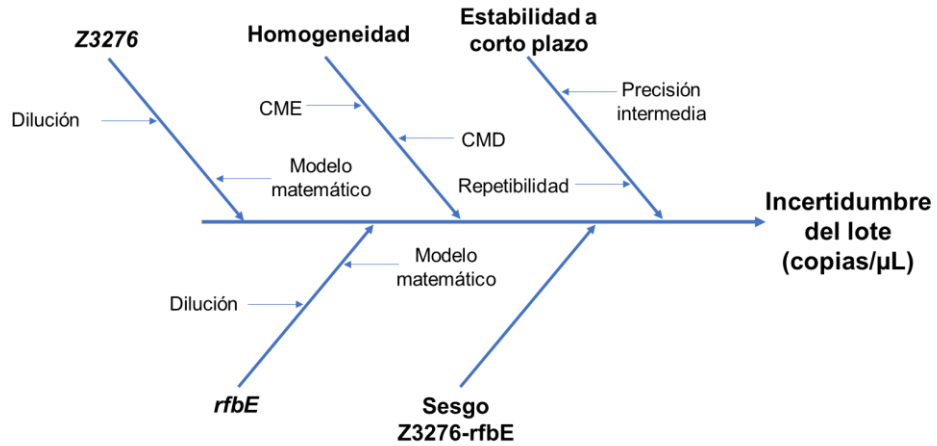 Z3276
Homogeneidad
Estabilidad a
corto plazo
Dilución
CME
CMD
Precisión
intermedia
Modelo
matemático
Repetibilidad
Incertidumbre
del lote
(copias/µL)
Modelo
matemático
Dilución
rfbE
Sesgo
Z3276-rfbE